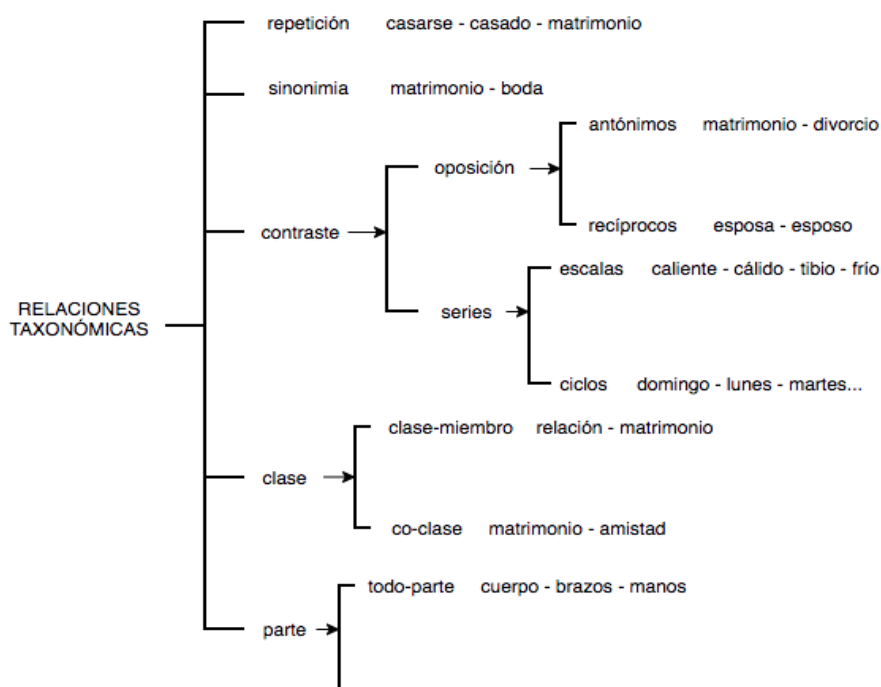 repetición casarse - casado - matrimonio
sinonimia matrimonio - boda
antónimos matrimonio - divorcio
oposición
recíprocos esposa - esposo
contraste
escalas caliente - cálido - tibio - frío
series
ciclos domingo - lunes - martes...
RELACIONES
TAXONÓMICAS
clase-miembro relación - matrimonio
clase
co-clase matrimonio - amistad
todo-parte cuerpo - brazos - manos
parte